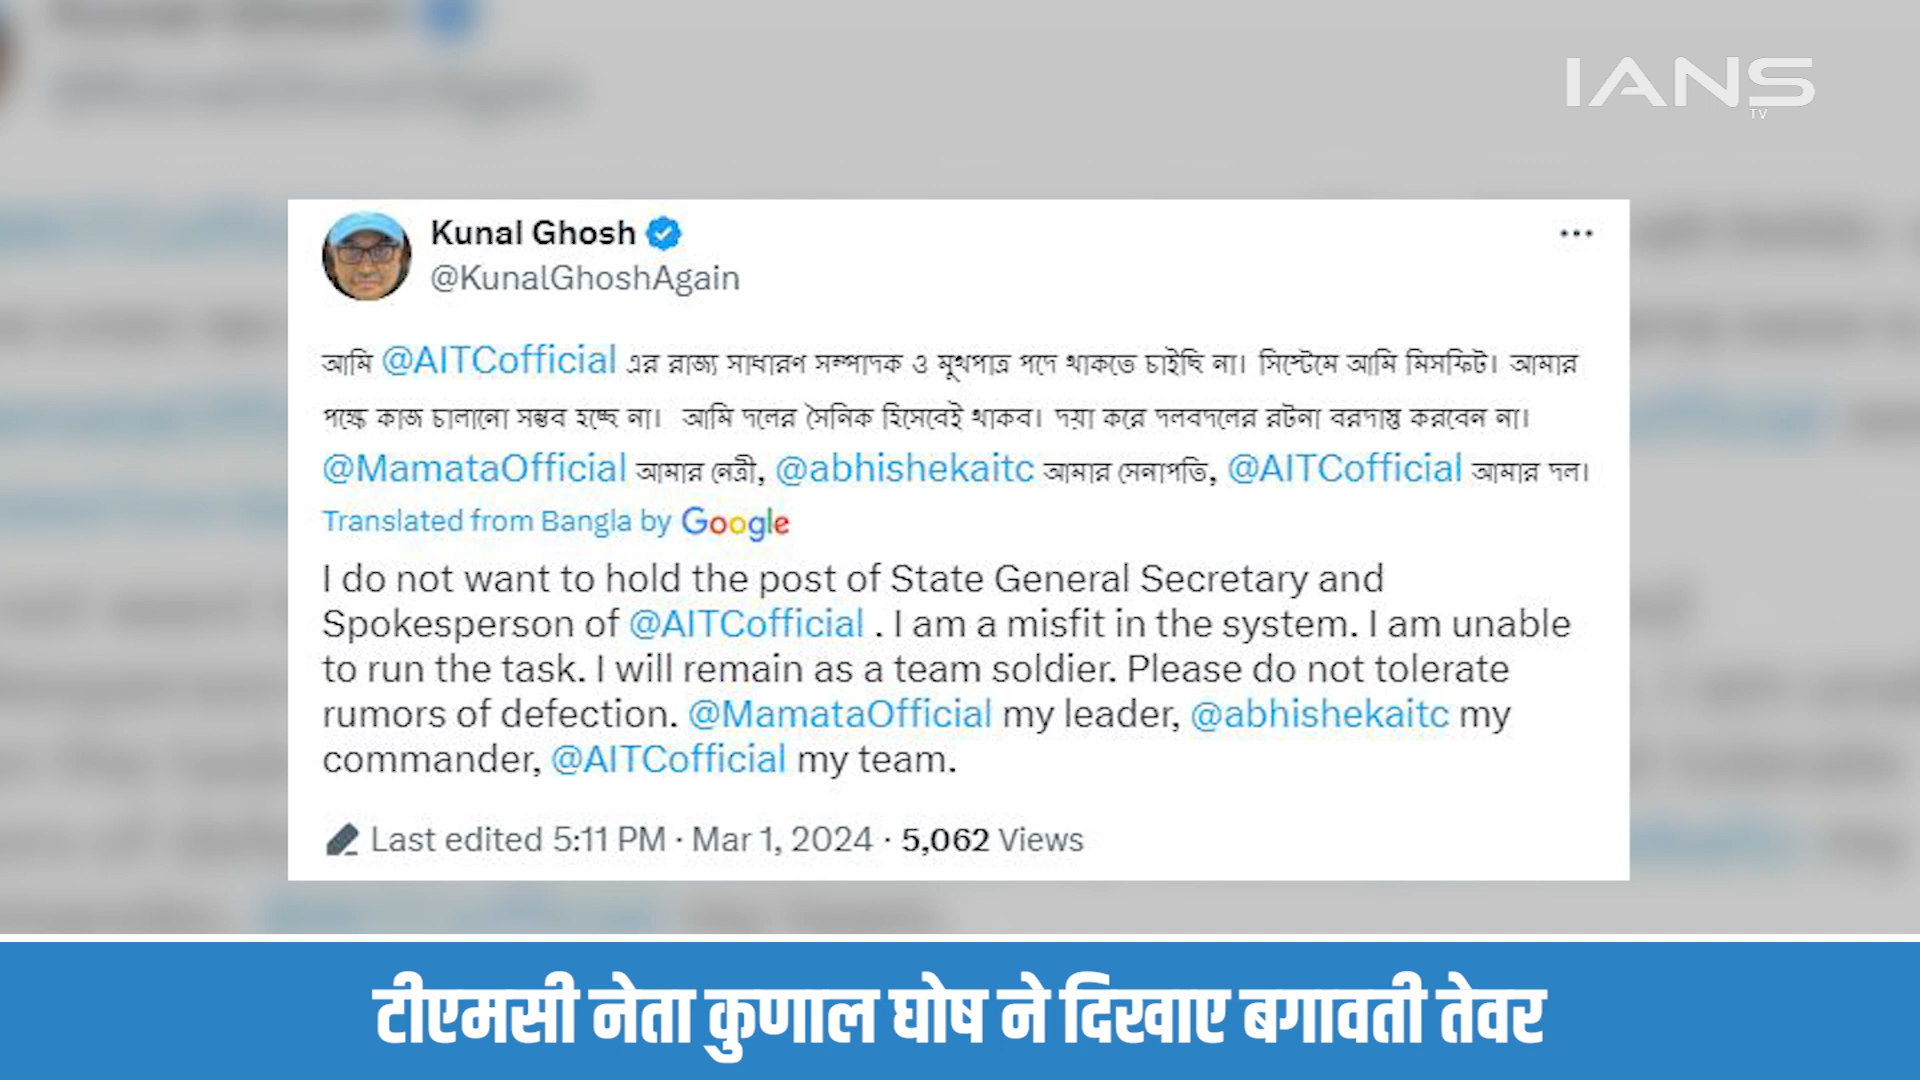 IANS
TV
Kunal Ghosh
@KunalGhoshAgain
আমি @AITCofficial এর রাজ্য সাধারণ সম্পাদক ও মুখপাত্র পদে থাকতে চাইছি না। সিস্টেমে আমি মিসফিট। আমার
পক্ষে কাজ চালানো সম্ভব হচ্ছে না। আমি দলের সৈনিক হিসেবেই থাকব। দয়া করে দলবদলের রটনা বরদাস্ত করবেন না।
@MamataOfficial আমার নেত্রী, @abhishekaitc আমার সেনাপতি, @AITCofficial আমার দল।
Translated from Bangla by Google
I do not want to hold the post of State General Secretary and
Spokesperson of @AITCofficial . I am a misfit in the system. I am unable
to run the task. I will remain as a team soldier. Please do not tolerate
rumors of defection. @MamataOfficial my leader, @abhishekaitc my
commander, @AITCofficial my team.
Last edited 5:11 PM · Mar 1, 2024 · 5,062 Views
टीएमसी नेता कुणाल घोष ने दिखाए बगावती तेवर